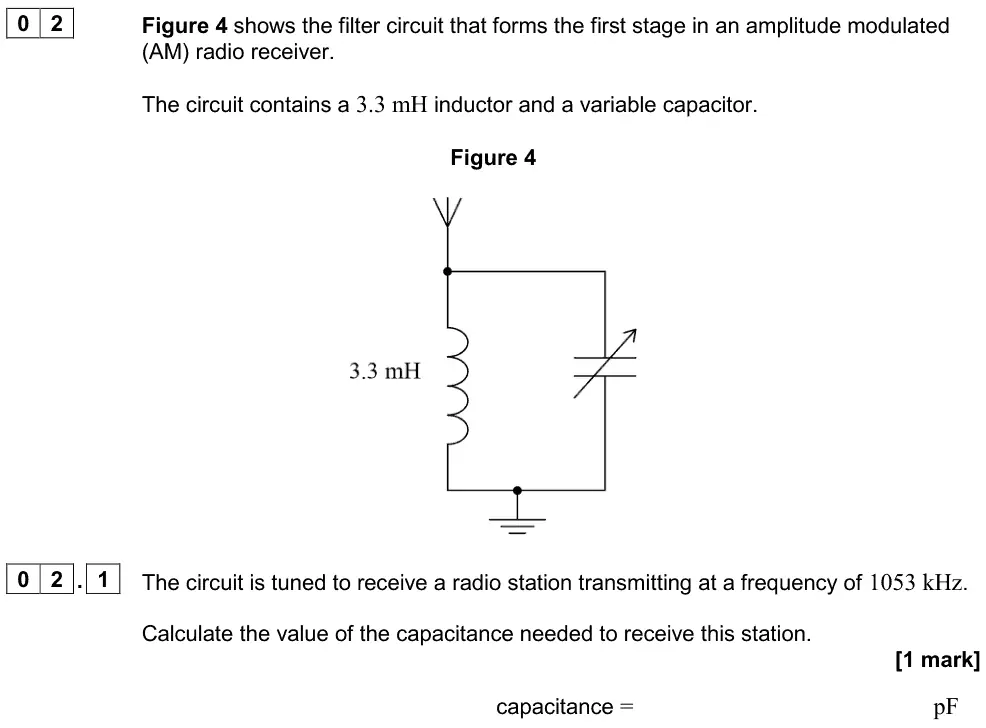 0 2 Figure 4 shows the filter circuit that forms the first stage in an amplitude modulated
(AM) radio receiver.
The circuit contains a 3.3 mH inductor and a variable capacitor.
Figure 4
3.3 mH
0 2 . 1 The circuit is tuned to receive a radio station transmitting at a frequency of 1053 kHz.
Calculate the value of the capacitance needed to receive this station.
[1 mark]
capacitance = pF